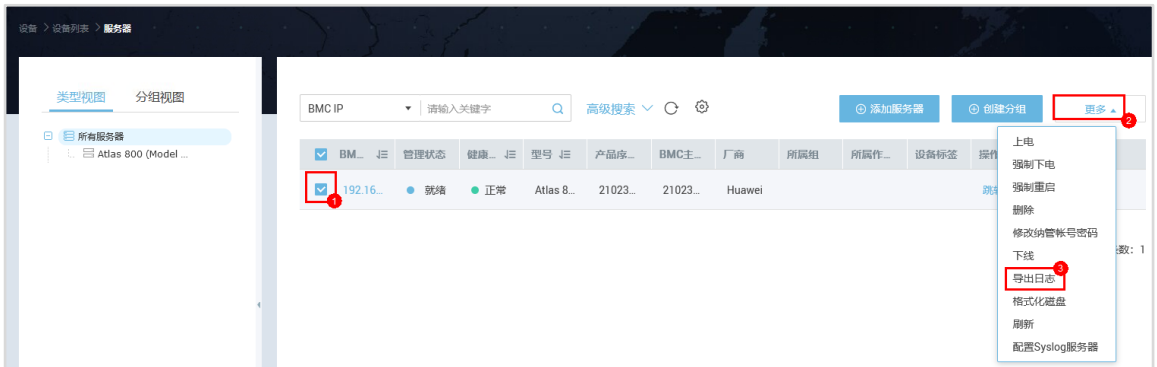 设备 > 设备列表 > 服务器
类型视图 分组视图
所有服务器
Atlas 800 (Model ...
BMC IP 请输入关键字 高级搜索 添加服务器 创建分组 更多 2
BM... 管理状态 健康... 型号 产品序... BMC主... 厂商 所属组 所属作... 设备标签 操作
1 192.16... 就绪 正常 Atlas 8... 21023... 21023... Huawei
上电
强制下电
强制重启
删除
修改纳管帐号密码
下线
3
导出日志
格式化磁盘
刷新
配置Syslog服务器
数: 1